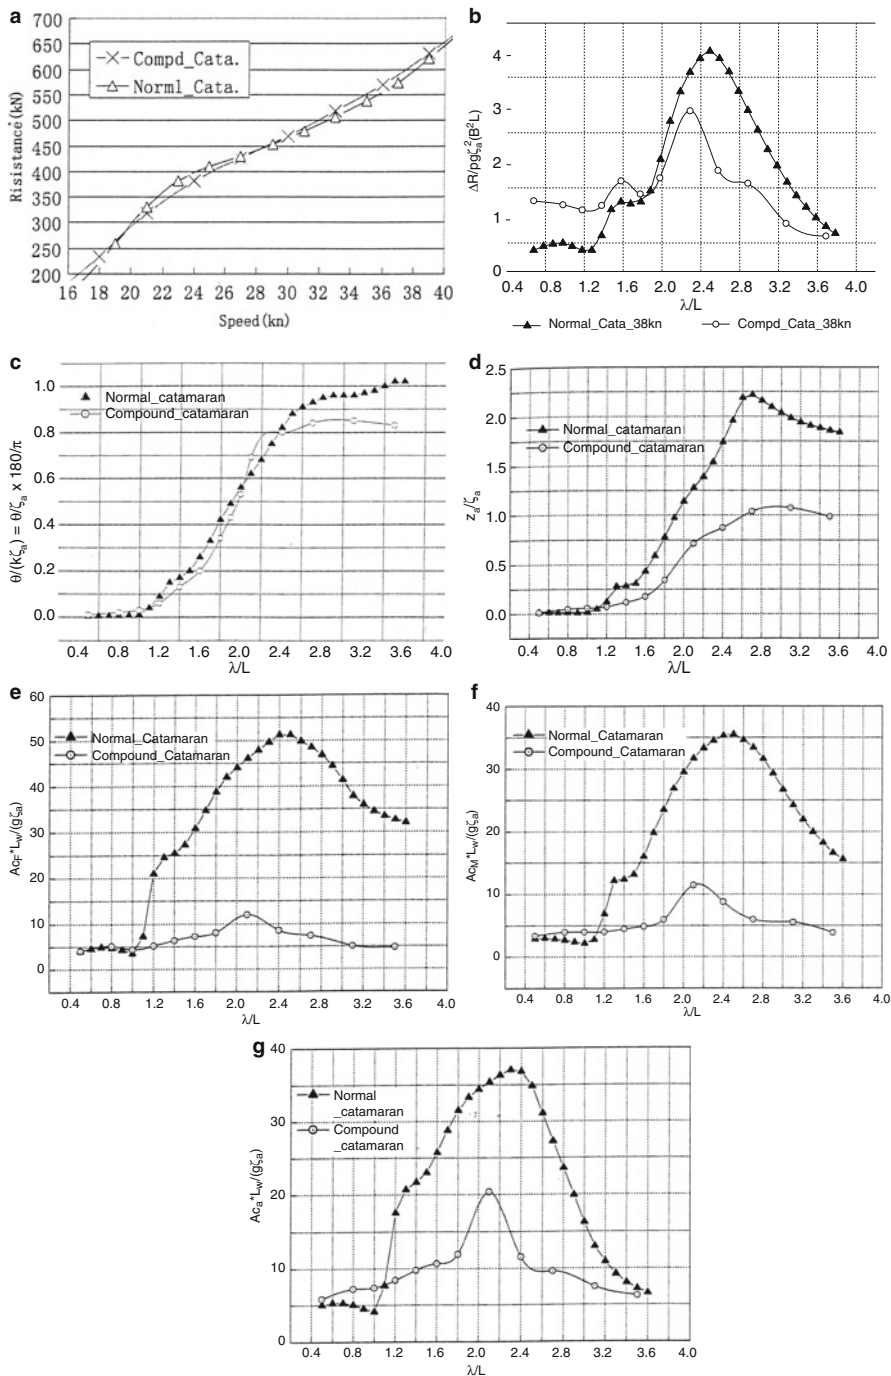 a
700
650
600
550
500
450
400
350
300
250
200
Risistance(kN)
Compd_Cata.
Norml_Cata.
16 18 20 22 24 26 28 30 32 34 36 38 40
Speed(kn)
b
4
3
2
1
0
ΔR/ρgζa²(B²L)
0.4 0.8 1.2 1.6 2.0 2.4 2.8 3.2 3.6 4.0
λ/L
Normal_Cata_38kn
Compd_Cata_38kn
c
1.0
0.8
0.6
0.4
0.2
0.0
θ/(kζa) = θ/ζa x 180/π
Normal_catamaran
Compound_catamaran
0.4 0.8 1.2 1.6 2.0 2.4 2.8 3.2 3.6
λ/L
d
2.5
2.0
1.5
1.0
0.5
0.0
Za/ζa
Normal_catamaran
Compound_catamaran
0.4 0.8 1.2 1.6 2.0 2.4 2.8 3.2 3.6 4.0
λ/L
e
60
50
40
30
20
10
0
AcF*Lw/(gζa)
Normal_Catamaran
Compound_Catamaran
0.4 0.8 1.2 1.6 2.0 2.4 2.8 3.2 3.6 4.0
λ/L
f
40
30
20
10
0
AcM*Lw/(gζa)
Normal_Catamaran
Compound_Catamaran
0.4 0.8 1.2 1.6 2.0 2.4 2.8 3.2 3.6 4.0
λ/L
g
40
30
20
10
0
Aca*Lw/(gζa)
Normal
_catamaran
Compound
_catamaran
0.4 0.8 1.2 1.6 2.0 2.4 2.8 3.2 3.6 4.0
λ/L